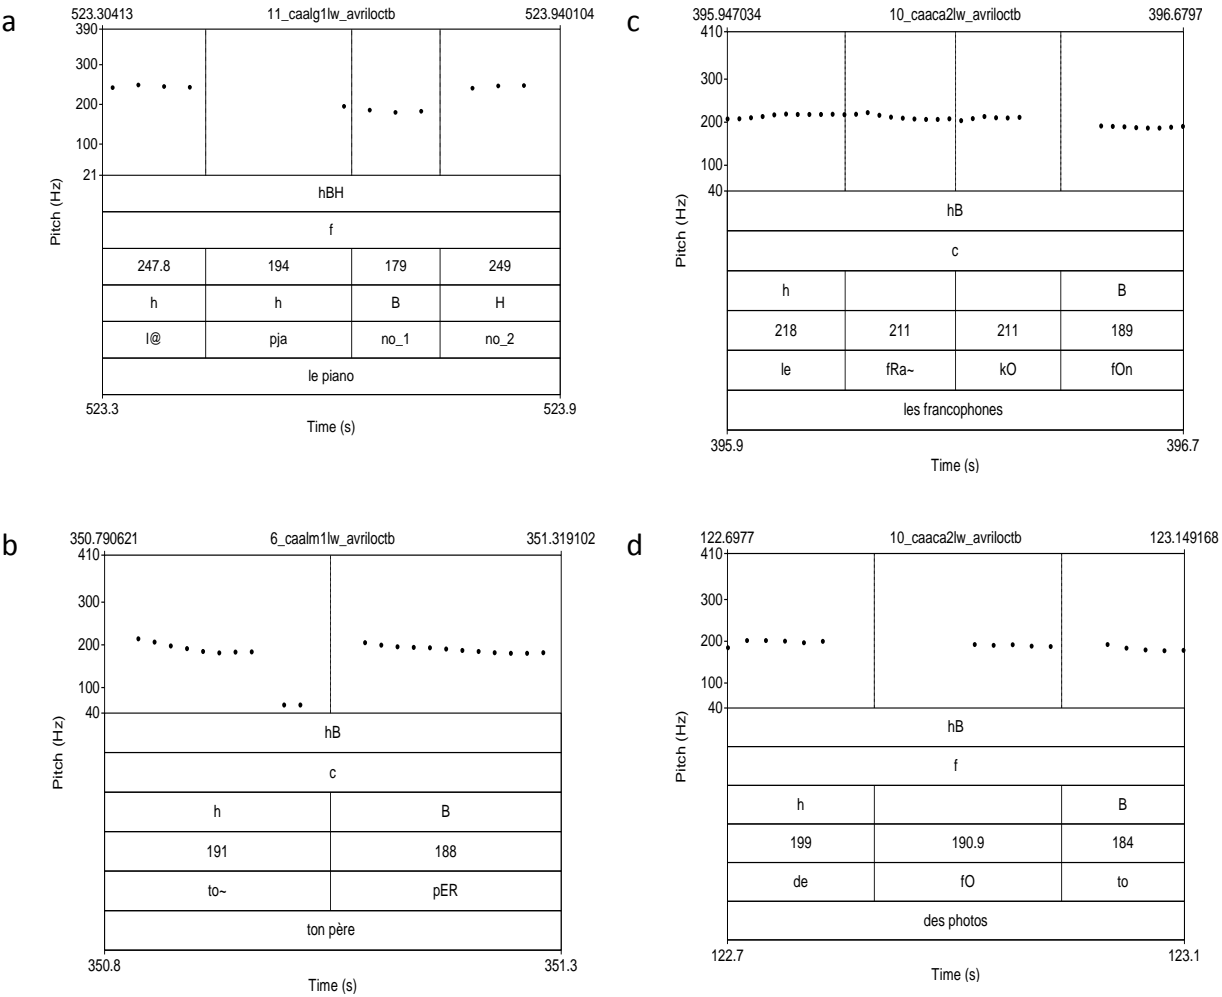 a
523.30413 11_caalg1lw_avriloctb 523.940104
390
300
200
100
21
Pitch (Hz)
hBH
f
247.8 194 179 249
h h B H
l@ pja no_1 no_2
le piano
523.3 523.9
Time (s)
c
395.947034 10_caaca2lw_avriloctb 396.6797
410
300
200
100
40
Pitch (Hz)
hB
c
h B
218 211 211 189
le fRa~ kO fOn
les francophones
395.9 396.7
Time (s)
b
350.790621 6_caalm1lw_avriloctb 351.319102
410
300
200
100
40
Pitch (Hz)
hB
c
h B
191 188
to~ pER
ton père
350.8 351.3
Time (s)
d
122.6977 10_caaca2lw_avriloctb 123.149168
410
300
200
100
40
Pitch (Hz)
hB
f
h B
199 190.9 184
de fO to
des photos
122.7 123.1
Time (s)